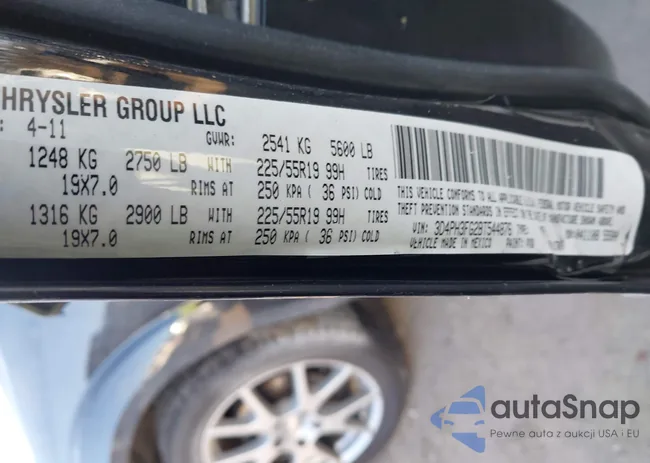 HRYSLER GROUP LLC
: 4-11
GVWR: 2541 KG 5600 LB
1248 KG 2750 LB WITH 225/55R19 99H TIRES
19X7.0 RIMS AT 250 KPA ( 36 PSI) COLD
1316 KG 2900 LB WITH 225/55R19 99H TIRES
19X7.0 RIMS AT 250 KPA ( 36 PSI) COLD
THIS VEHICLE CONFORMS TO ALL APPLICABLE U.S.A. FEDERAL MOTOR VEHICLE SAFETY AND
THEFT PREVENTION STANDARDS IN EFFECT ON THE DATE OF MANUFACTURE SHOWN ABOVE.
VIN: 3D4PH3FG2BT544876 TYPE:
VEHICLE MADE IN MEXICO PAINT:
autaSnap
Pewne auta z aukcji USA i EU